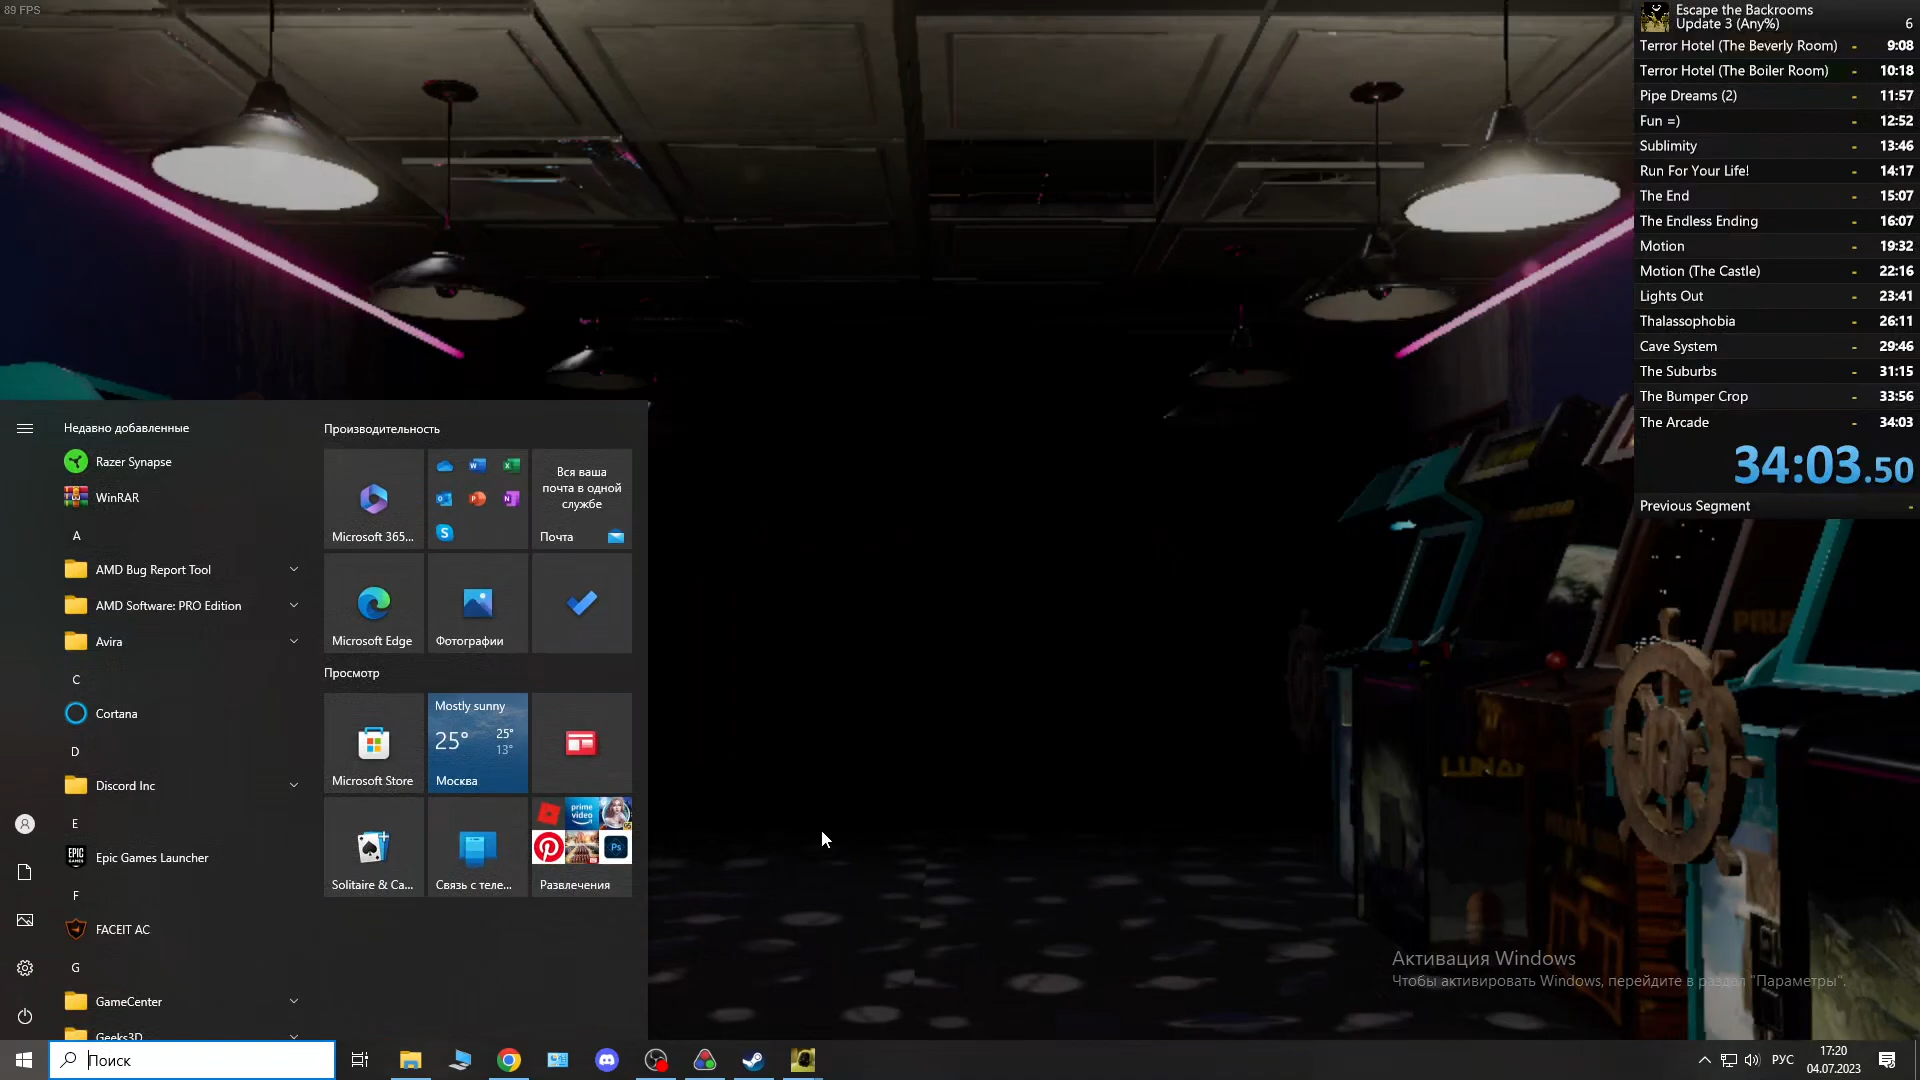 89 FPS
Escape the Backrooms
Update 3 (Any%) 6
Terror Hotel (The Beverly Room) - 9:08
Terror Hotel (The Boiler Room) - 10:18
Pipe Dreams (2) - 11:57
Fun =) - 12:52
Sublimity - 13:46
Run For Your Life! - 14:17
The End - 15:07
The Endless Ending - 16:07
Motion - 19:32
Motion (The Castle) - 22:16
Lights Out - 23:41
Thalassophobia - 26:11
Cave System - 29:46
The Suburbs - 31:15
The Bumper Crop - 33:56
The Arcade - 34:03
34:03.50
Previous Segment -
Недавно добавленные
Razer Synapse
WinRAR
A
AMD Bug Report Tool
AMD Software: PRO Edition
Avira
C
Cortana
D
Discord Inc
E
Epic Games Launcher
F
FACEIT AC
G
GameCenter
Geeks3D
Производительность
Microsoft 365...
Вся ваша
почта в одной
службе
Почта
Microsoft Edge
Фотографии
Просмотр
Microsoft Store
Mostly sunny
25° 25°
13°
Москва
Solitaire & Ca...
Связь с теле...
prime
video
Ps
Развлечения
LUNAR
Активация Windows
Чтобы активировать Windows, перейдите в раздел "Параметры".
Поиск
РУС
17:20
04.07.2023